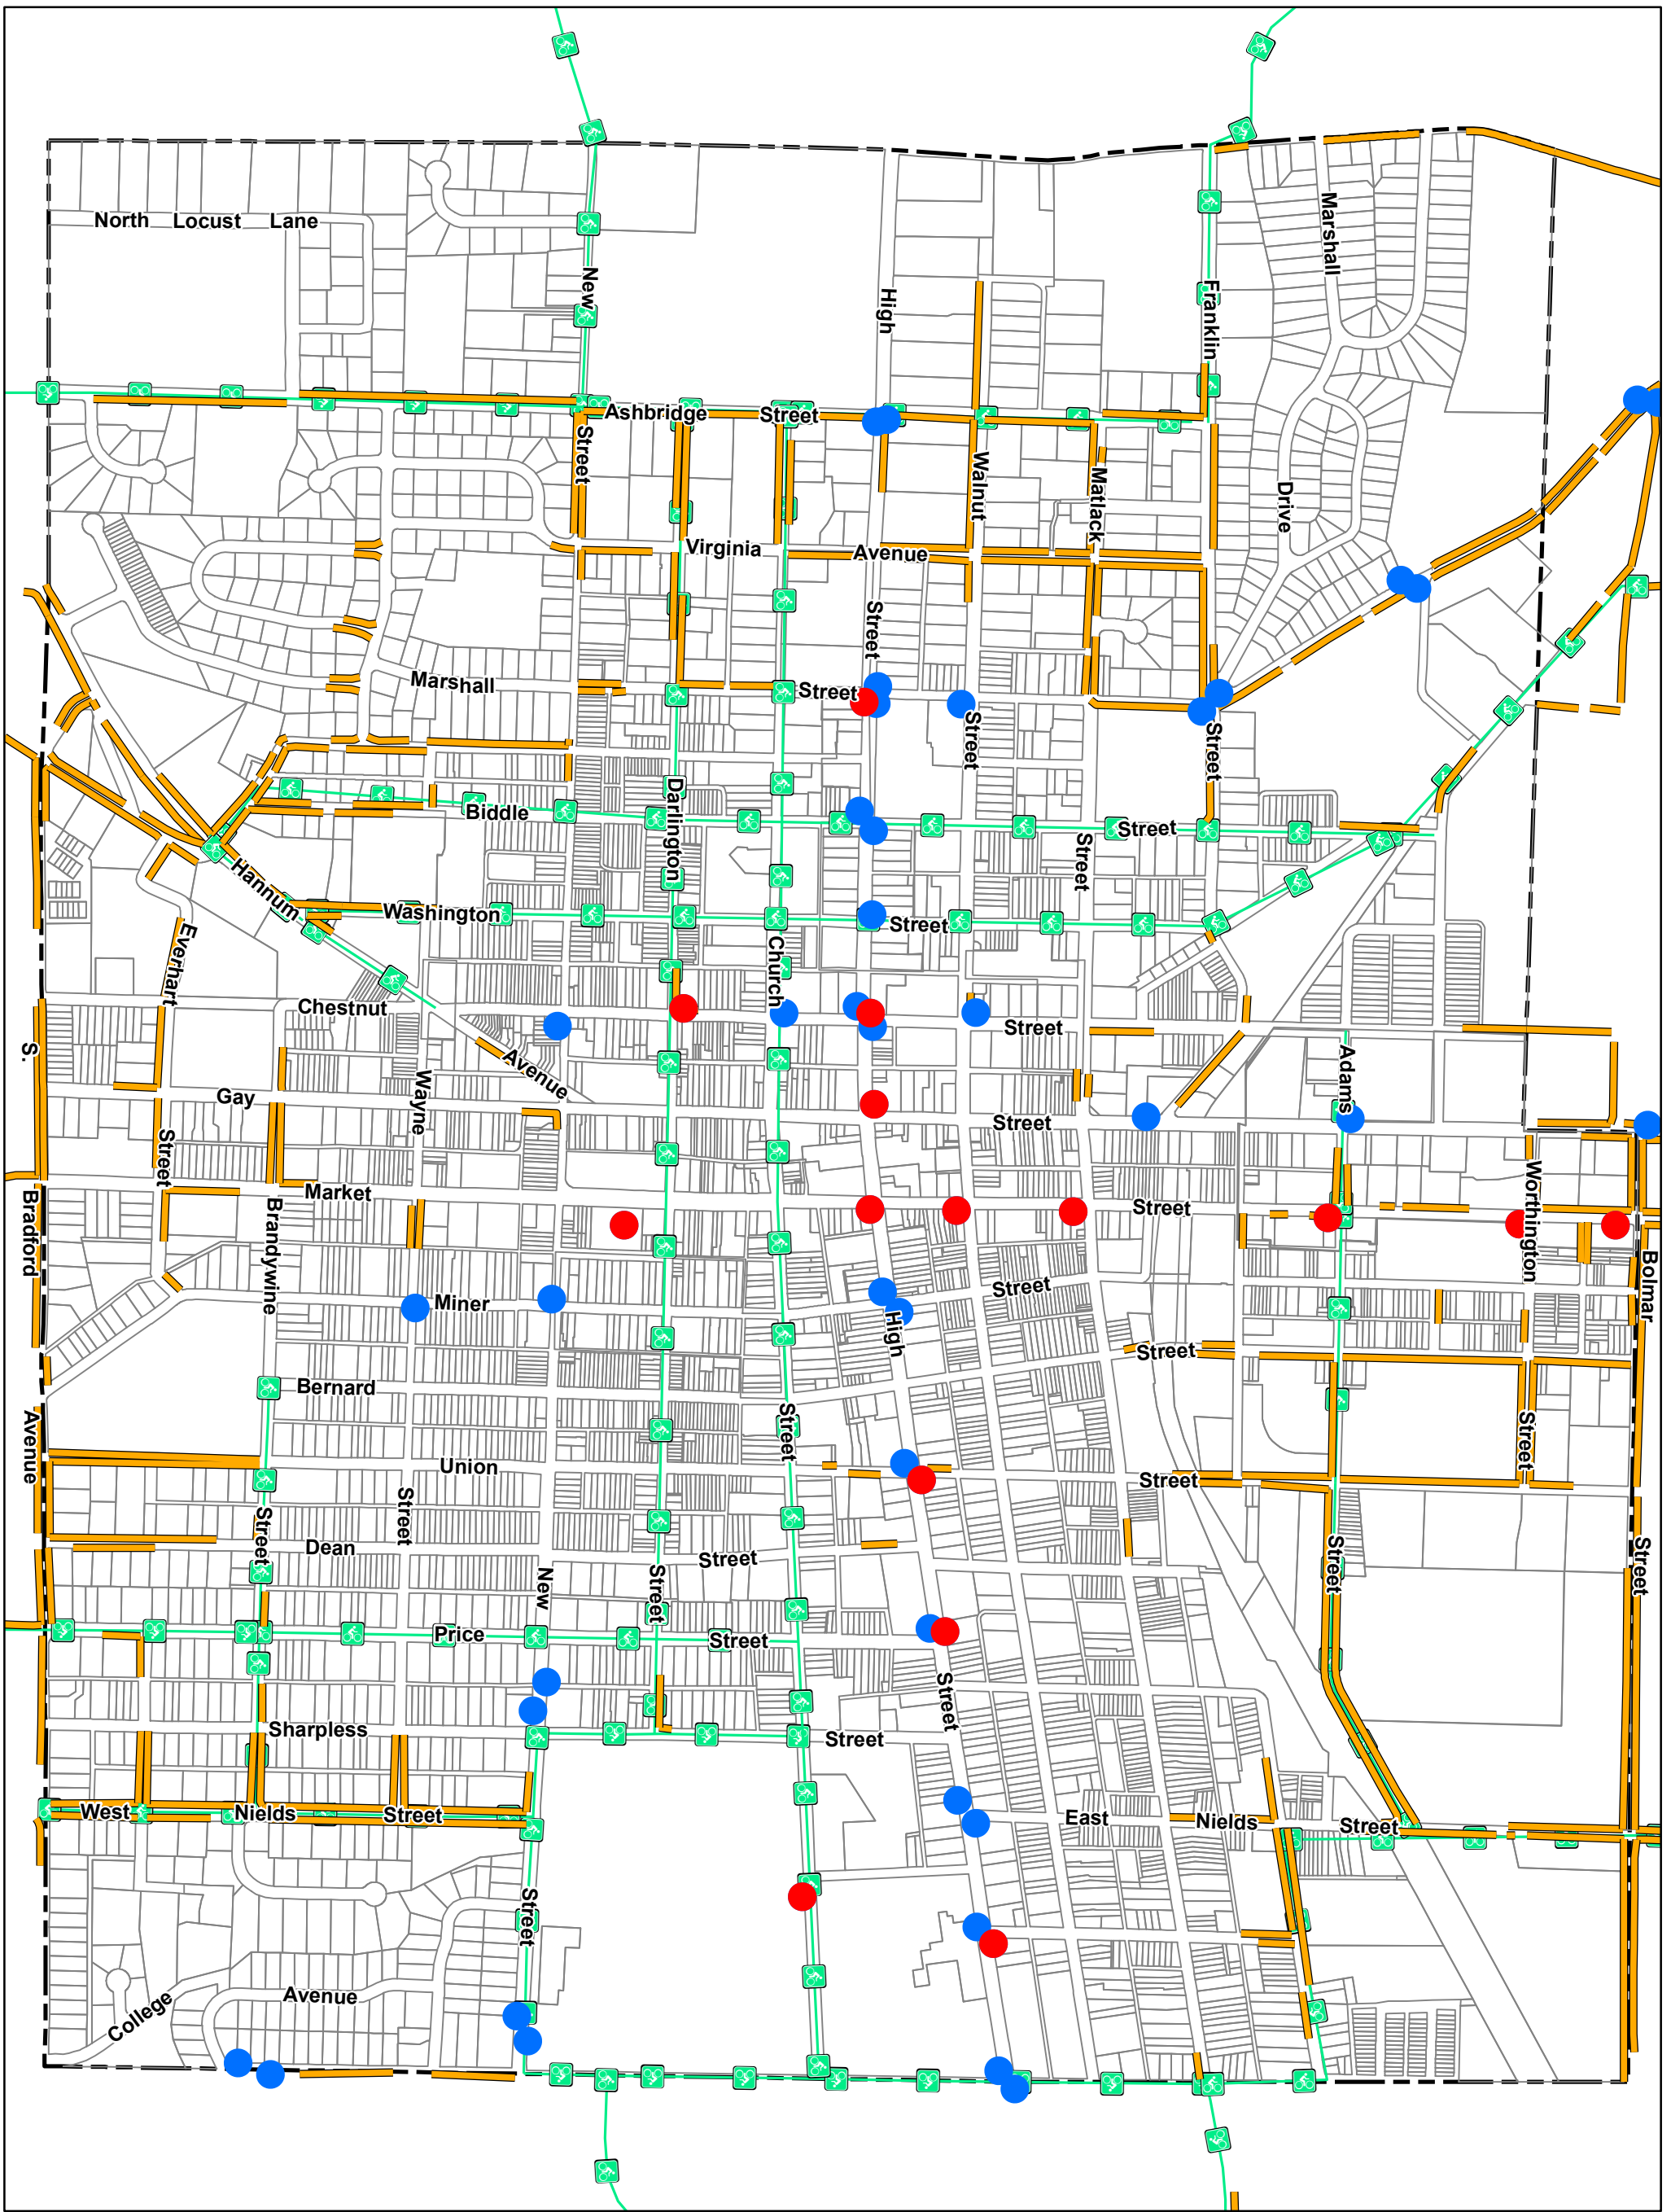 North Locust Lane
Marshall
New
High
Franklin
Ashbridge Street
Street
Walnut
Matlack
Drive
Virginia Avenue
Street
Marshall Street
Street
Street
Darlington
Biddle Street
Street
Hannum
Washington Street
Everhart
Church
Chestnut Street
S.
Avenue
Adams
Wayne
Gay Street
Street
Worthington
Market Street
Bradford
Brandywine
Bolmar
Miner Street
High
Street
Bernard
Avenue
Street
Street
Union Street
Street
Street
Dean Street
Street
Street
New
Street
Price Street
Street
Sharpless Street
West Nields Street
East Nields Street
Street
College Avenue